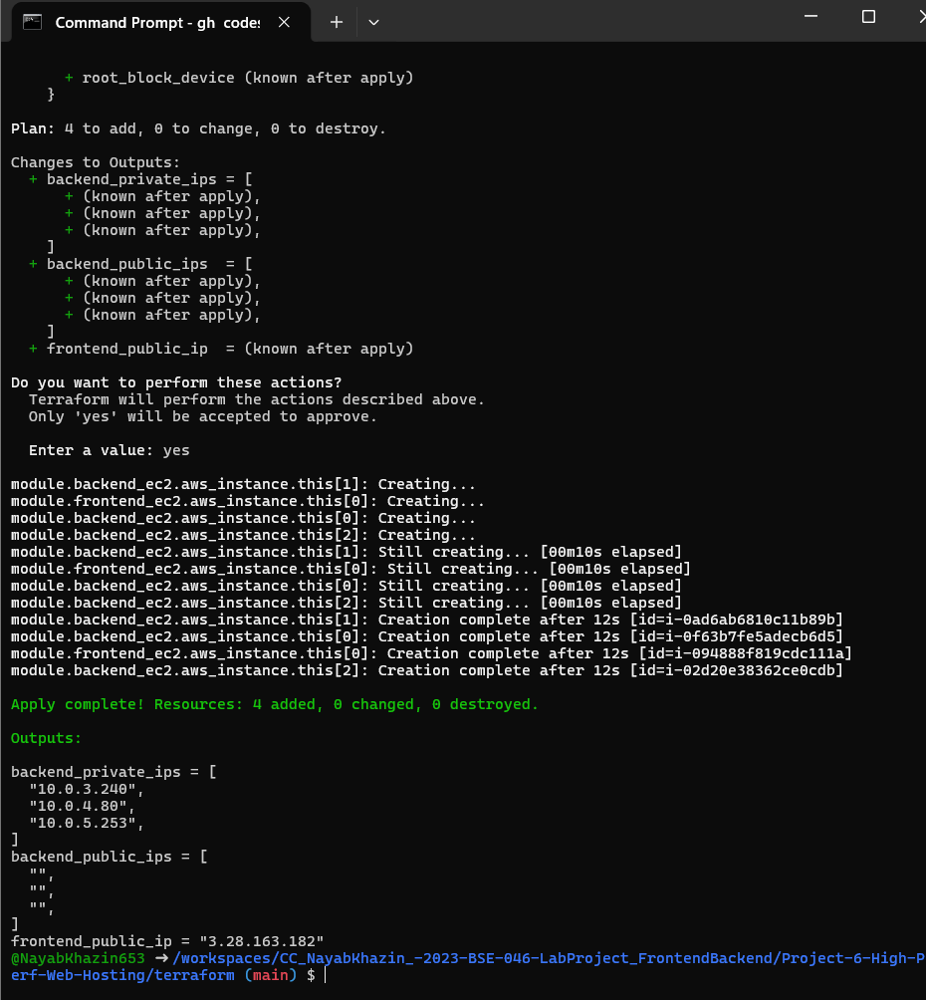 Command Prompt - gh codes
+ root_block_device (known after apply)
}
Plan: 4 to add, 0 to change, 0 to destroy.
Changes to Outputs:
+ backend_private_ips = [
+ (known after apply),
+ (known after apply),
+ (known after apply),
]
+ backend_public_ips  = [
+ (known after apply),
+ (known after apply),
+ (known after apply),
]
+ frontend_public_ip  = (known after apply)
Do you want to perform these actions?
Terraform will perform the actions described above.
Only 'yes' will be accepted to approve.
Enter a value: yes
module.backend_ec2.aws_instance.this[1]: Creating...
module.frontend_ec2.aws_instance.this[0]: Creating...
module.backend_ec2.aws_instance.this[0]: Creating...
module.backend_ec2.aws_instance.this[2]: Creating...
module.backend_ec2.aws_instance.this[1]: Still creating... [00m10s elapsed]
module.frontend_ec2.aws_instance.this[0]: Still creating... [00m10s elapsed]
module.backend_ec2.aws_instance.this[0]: Still creating... [00m10s elapsed]
module.backend_ec2.aws_instance.this[2]: Still creating... [00m10s elapsed]
module.backend_ec2.aws_instance.this[1]: Creation complete after 12s [id=i-0ad6ab6810c11b89b]
module.backend_ec2.aws_instance.this[0]: Creation complete after 12s [id=i-0f63b7fe5adecb6d5]
module.frontend_ec2.aws_instance.this[0]: Creation complete after 12s [id=i-094888f819cdc111a]
module.backend_ec2.aws_instance.this[2]: Creation complete after 12s [id=i-02d20e38362ce0cdb]
Apply complete! Resources: 4 added, 0 changed, 0 destroyed.
Outputs:
backend_private_ips = [
"10.0.3.240",
"10.0.4.80",
"10.0.5.253",
]
backend_public_ips = [
"",
"",
"",
]
frontend_public_ip = "3.28.163.182"
@NayabKhazin653 ➜ /workspaces/CC_NayabKhazin_-2023-BSE-046-LabProject_FrontendBackend/Project-6-High-P
erf-Web-Hosting/terraform (main) $